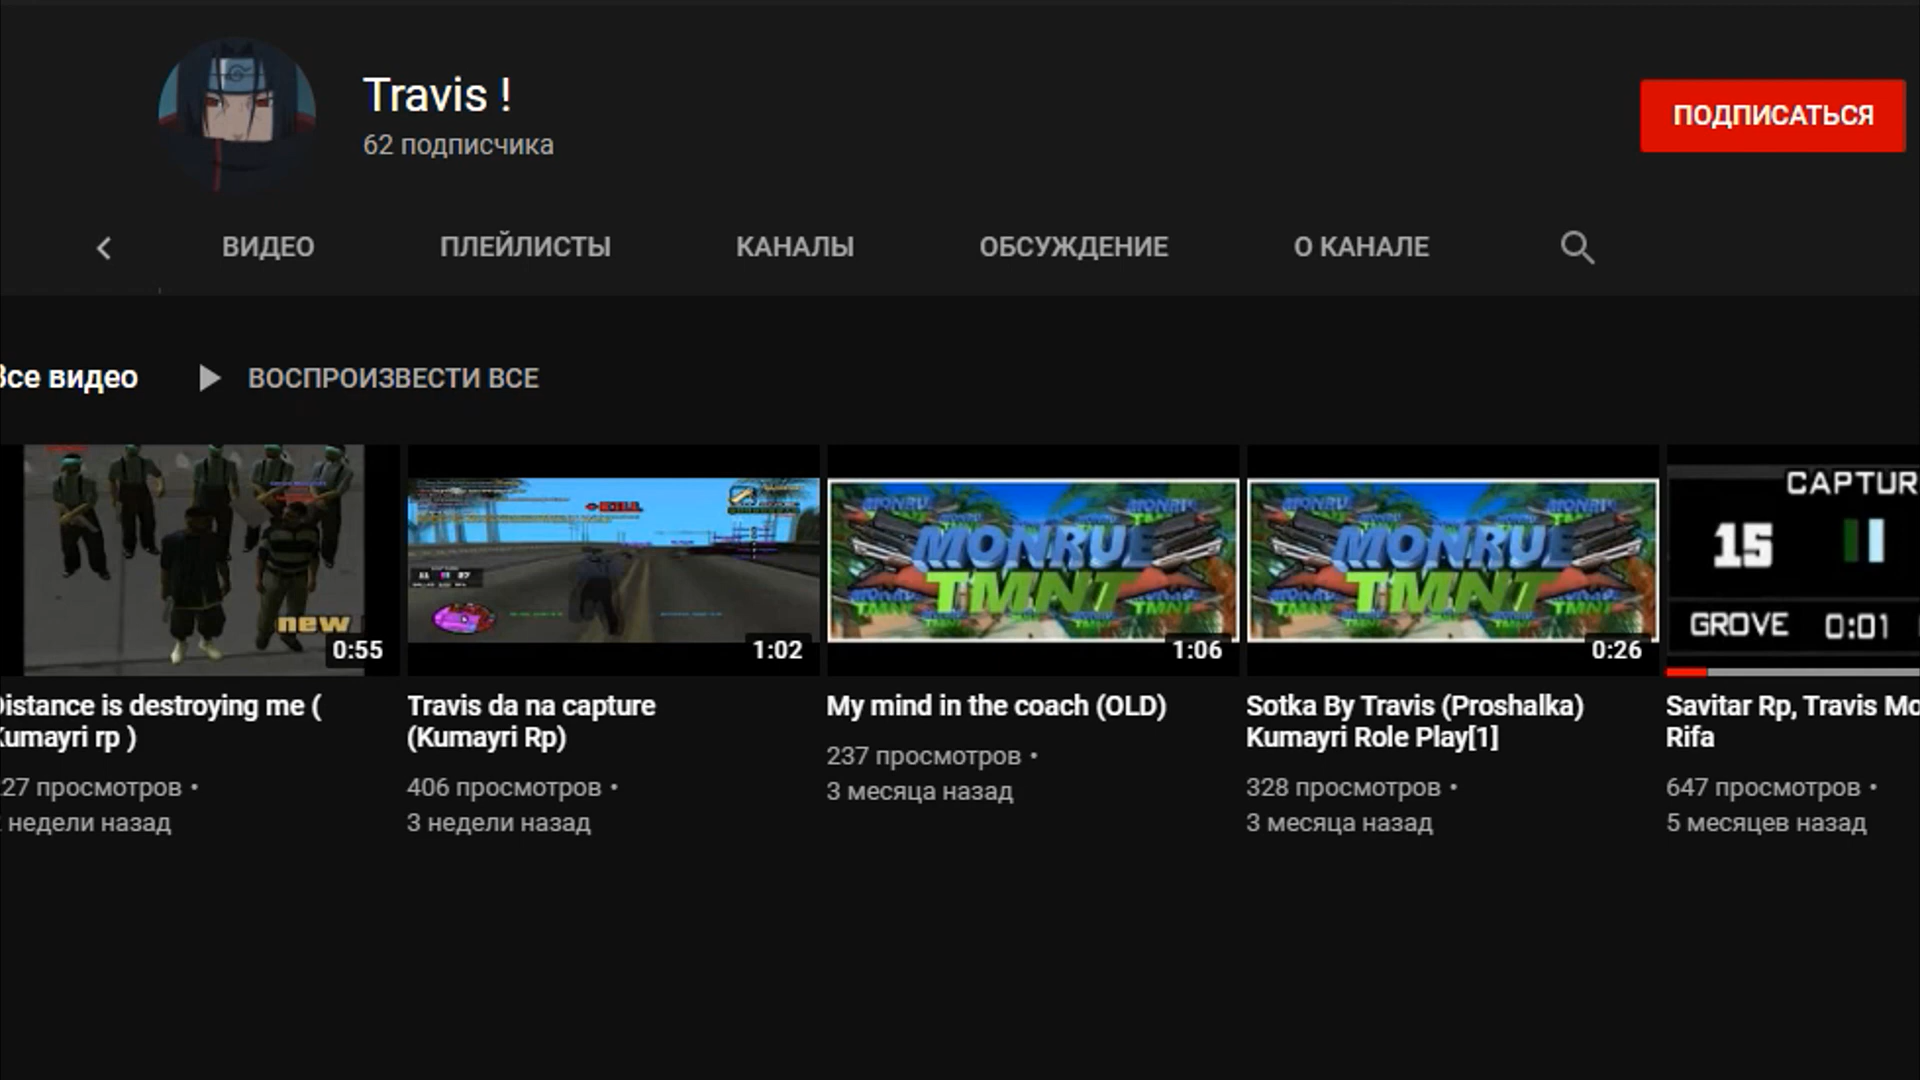 Travis !
62 подписчика
ПОДПИСАТЬСЯ
ВИДЕО
ПЛЕЙЛИСТЫ
КАНАЛЫ
ОБСУЖДЕНИЕ
О КАНАЛЕ
Все видео
ВОСПРОИЗВЕСТИ ВСЕ
new
0:55
KILL
1:02
MONRUE
TMNT
1:06
MONRUE
TMNT
0:26
CAPTUR
15
GROVE 0:01
Distance is destroying me (
Kumayri rp )
27 просмотров •
недели назад
Travis da na capture
(Kumayri Rp)
406 просмотров •
3 недели назад
My mind in the coach (OLD)
237 просмотров •
3 месяца назад
Sotka By Travis (Proshalka)
Kumayri Role Play[1]
328 просмотров •
3 месяца назад
Savitar Rp, Travis Mo
Rifa
647 просмотров •
5 месяцев назад